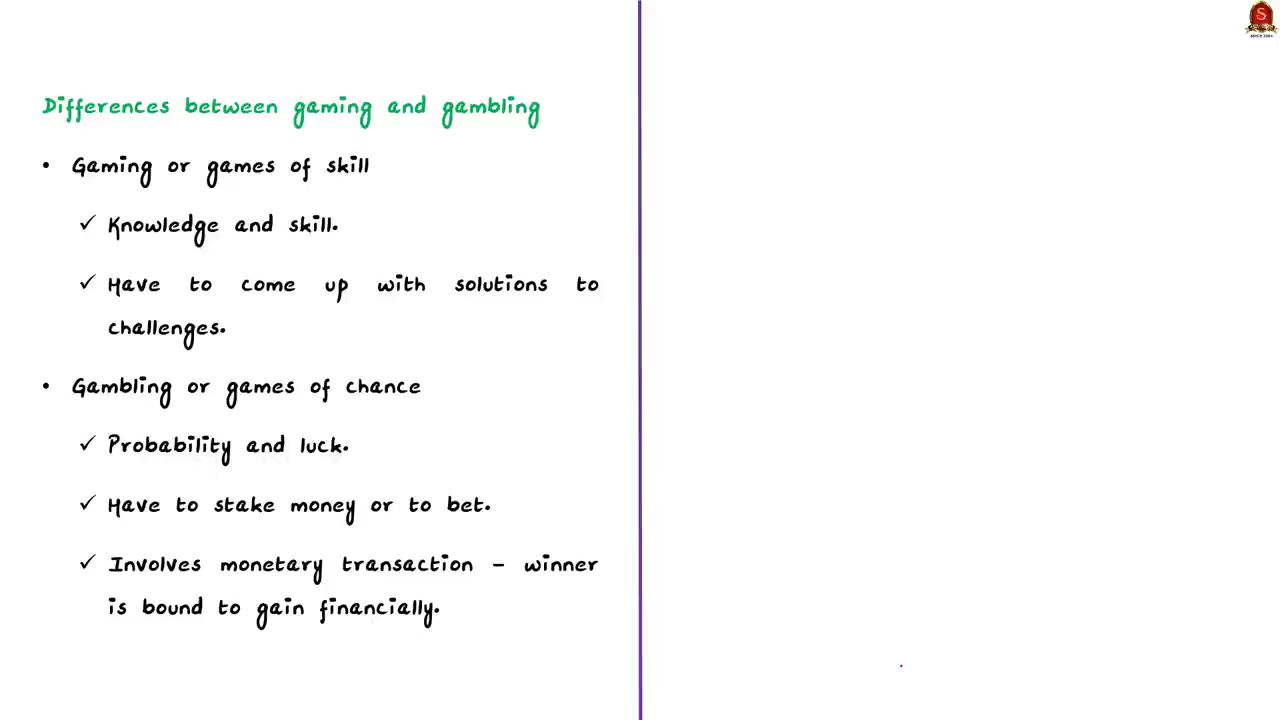 Differences between gaming and gambling
• Gaming or games of skill
✓ Knowledge and skill.
✓ Have to come up with solutions to
challenges.
• Gambling or games of chance
✓ Probability and luck.
✓ Have to stake money or to bet.
✓ Involves monetary transaction – winner
is bound to gain financially.
S